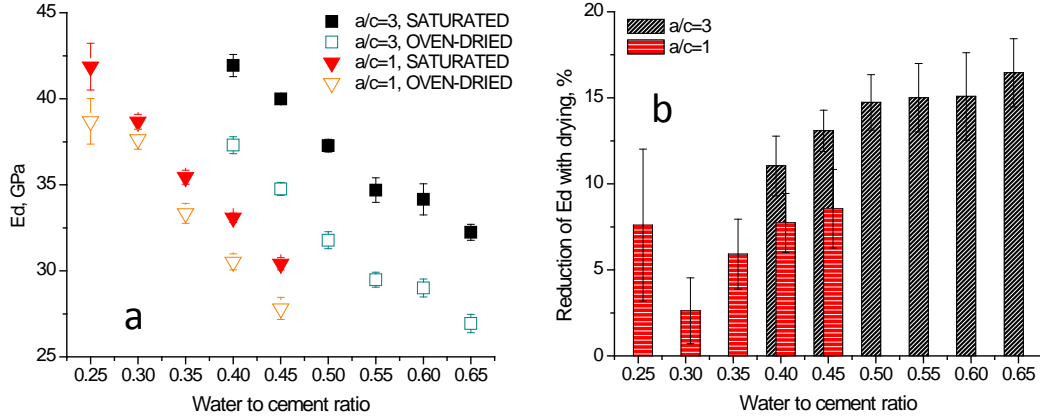 a/c=3, SATURATED
a/c=3, OVEN-DRIED
a/c=1, SATURATED
a/c=1, OVEN-DRIED
45
40
35
30
25
Ed, GPa
a
0.25 0.30 0.35 0.40 0.45 0.50 0.55 0.60 0.65
Water to cement ratio
a/c=3
a/c=1
20
15
10
5
0
Reduction of Ed with drying, %
b
0.25 0.30 0.35 0.40 0.45 0.50 0.55 0.60 0.65
Water to cement ratio